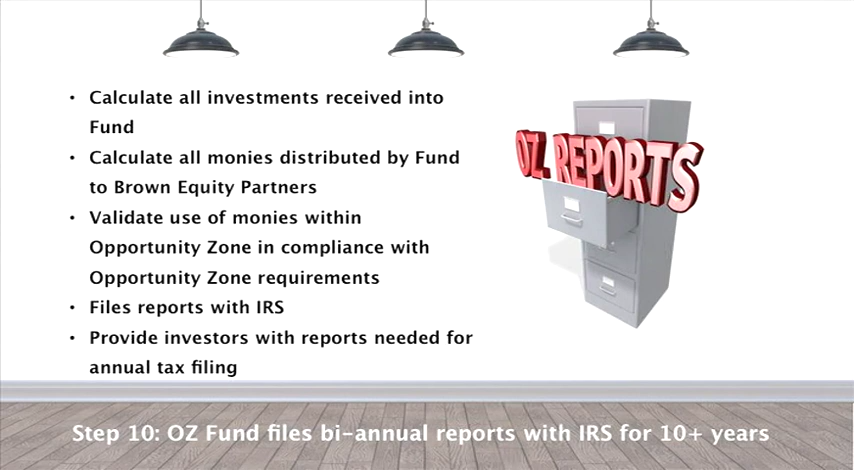 • Calculate all investments received into
Fund
• Calculate all monies distributed by Fund
to Brown Equity Partners
• Validate use of monies within
Opportunity Zone in compliance with
Opportunity Zone requirements
• Files reports with IRS
• Provide investors with reports needed for
annual tax filing
OZ REPORTS
Step 10: OZ Fund files bi-annual reports with IRS for 10+ years